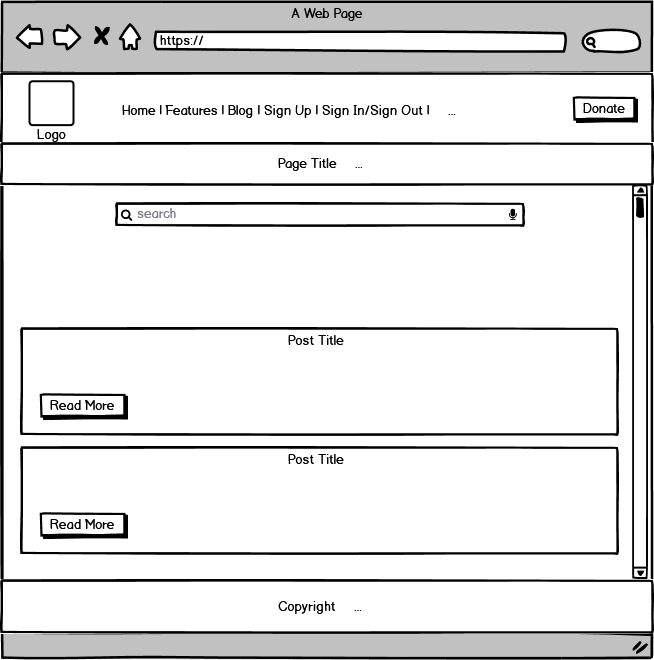 A Web Page
https://
Home | Features | Blog | Sign Up | Sign In/Sign Out | ...
Donate
Logo
Page Title ...
search
Post Title
Read More
Post Title
Read More
Copyright ...